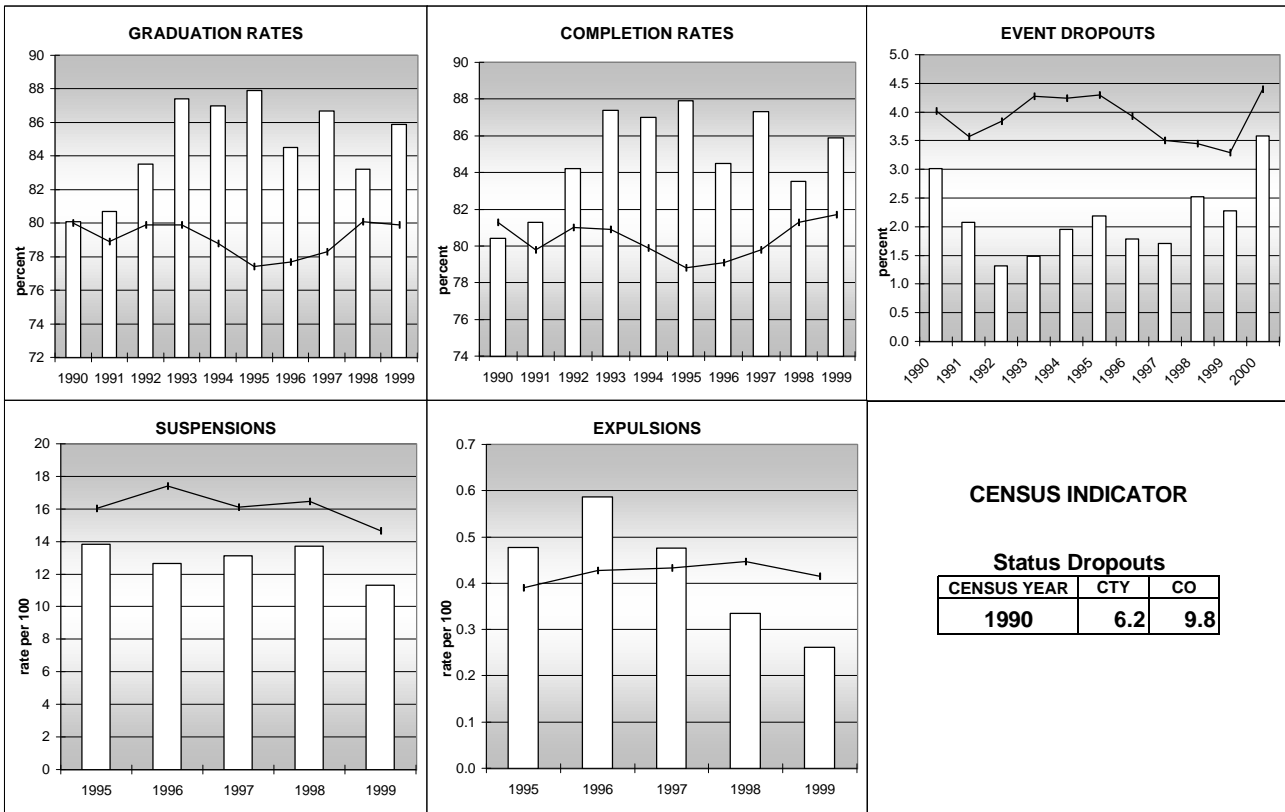 GRADUATION RATES
90
88
86
84
82
80
78
76
74
72
percent
1990 1991 1992 1993 1994 1995 1996 1997 1998 1999
COMPLETION RATES
90
88
86
84
82
80
78
76
74
percent
1990 1991 1992 1993 1994 1995 1996 1997 1998 1999
EVENT DROPOUTS
5.0
4.5
4.0
3.5
3.0
2.5
2.0
1.5
1.0
0.5
0.0
percent
1990 1991 1992 1993 1994 1995 1996 1997 1998 1999 2000
SUSPENSIONS
20
18
16
14
12
10
8
6
4
2
0
rate per 100
1995 1996 1997 1998 1999
EXPULSIONS
0.7
0.6
0.5
0.4
0.3
0.2
0.1
0.0
rate per 100
1995 1996 1997 1998 1999
CENSUS INDICATOR
Status Dropouts
CENSUS YEAR CTY CO
1990 6.2 9.8